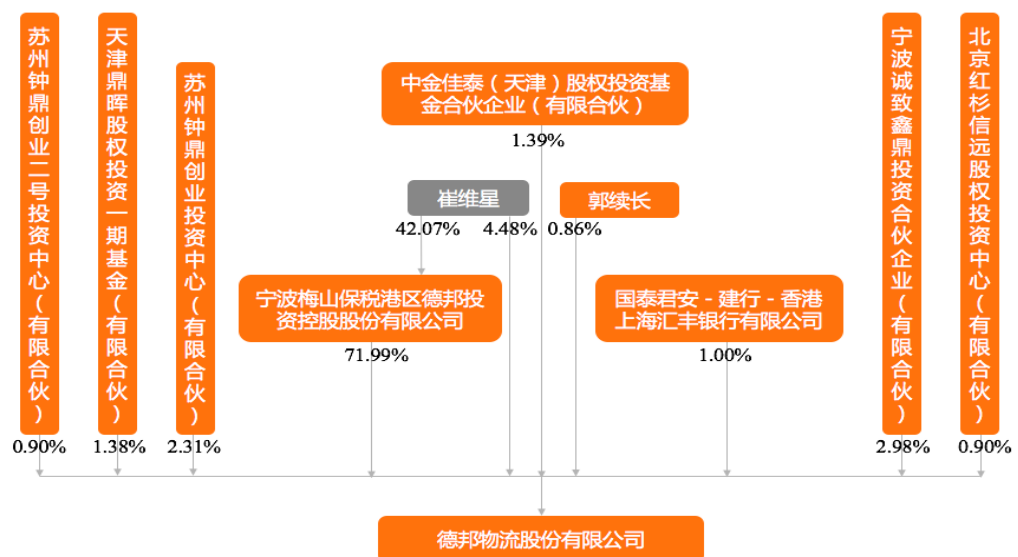 苏州钟鼎创业二号投资中心(有限合伙)
0.90%
天津鼎晖股权投资一期基金(有限合伙)
1.38%
苏州钟鼎创业投资中心(有限合伙)
2.31%
中金佳泰（天津）股权投资基
金合伙企业（有限合伙）
1.39%
崔维星
42.07%
4.48%
郭续长
0.86%
宁波梅山保税港区德邦投
资控股股份有限公司
71.99%
国泰君安－建行－香港
上海汇丰银行有限公司
1.00%
宁波诚致鑫鼎投资合伙企业(有限合伙)
2.98%
北京红杉信远股权投资中心(有限合伙)
0.90%
德邦物流股份有限公司